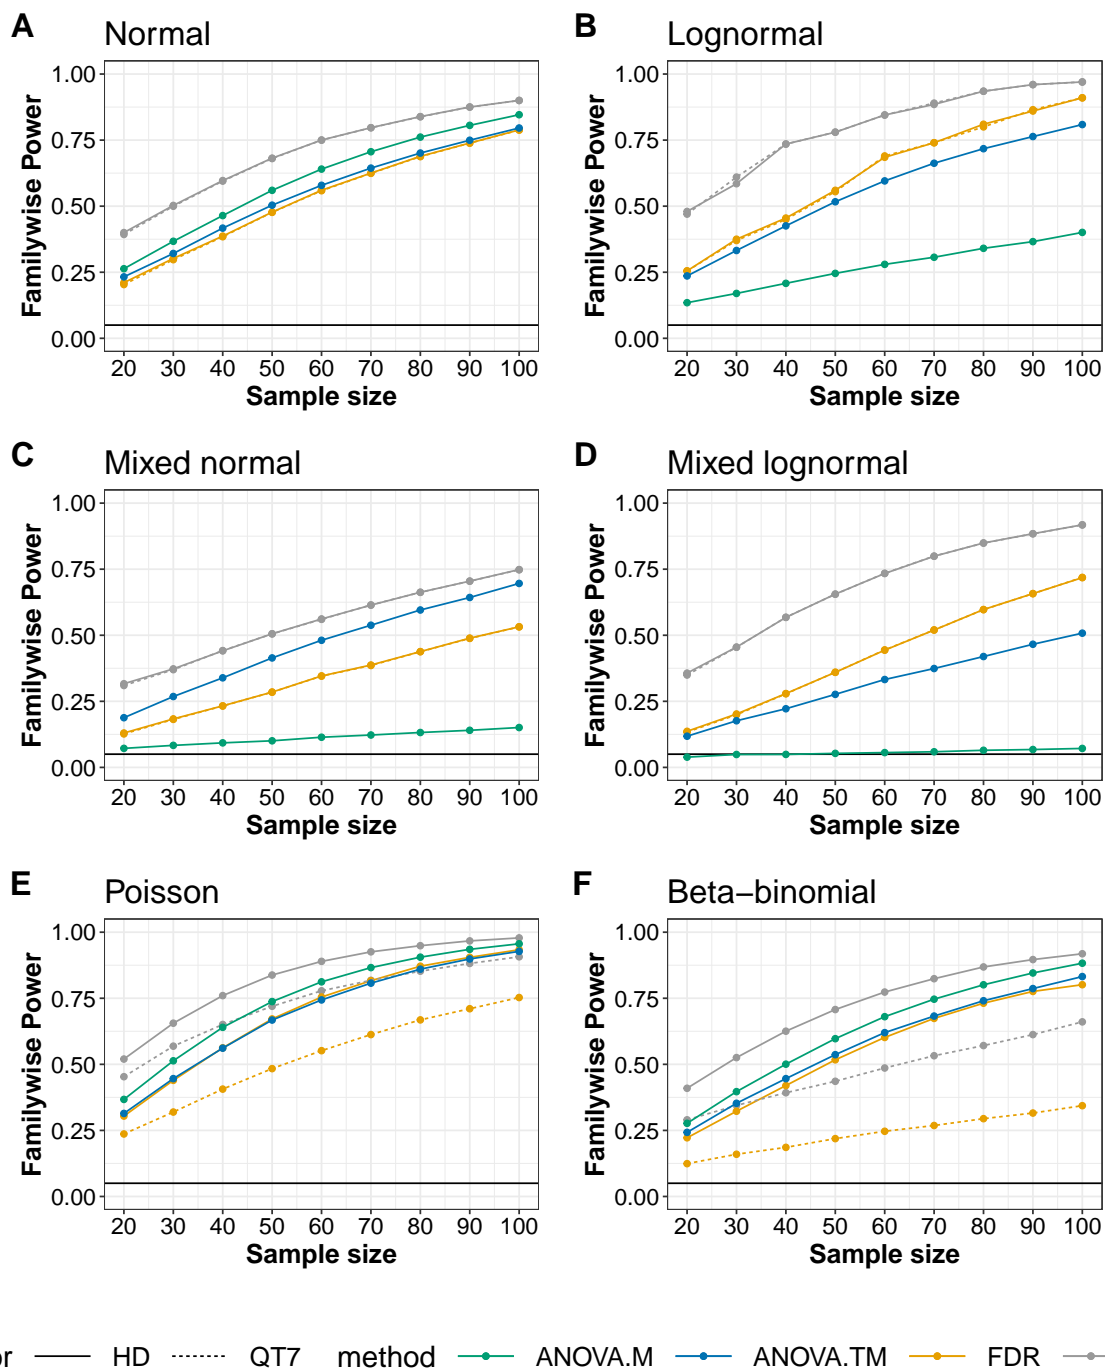 A Normal
Familywise Power
1.00
0.75
0.50
0.25
0.00
20 30 40 50 60 70 80 90 100
Sample size
B Lognormal
Familywise Power
1.00
0.75
0.50
0.25
0.00
20 30 40 50 60 70 80 90 100
Sample size
C Mixed normal
Familywise Power
1.00
0.75
0.50
0.25
0.00
20 30 40 50 60 70 80 90 100
Sample size
D Mixed lognormal
Familywise Power
1.00
0.75
0.50
0.25
0.00
20 30 40 50 60 70 80 90 100
Sample size
E Poisson
Familywise Power
1.00
0.75
0.50
0.25
0.00
20 30 40 50 60 70 80 90 100
Sample size
F Beta−binomial
Familywise Power
1.00
0.75
0.50
0.25
0.00
20 30 40 50 60 70 80 90 100
Sample size
HD QT7 method ANOVA.M ANOVA.TM FDR